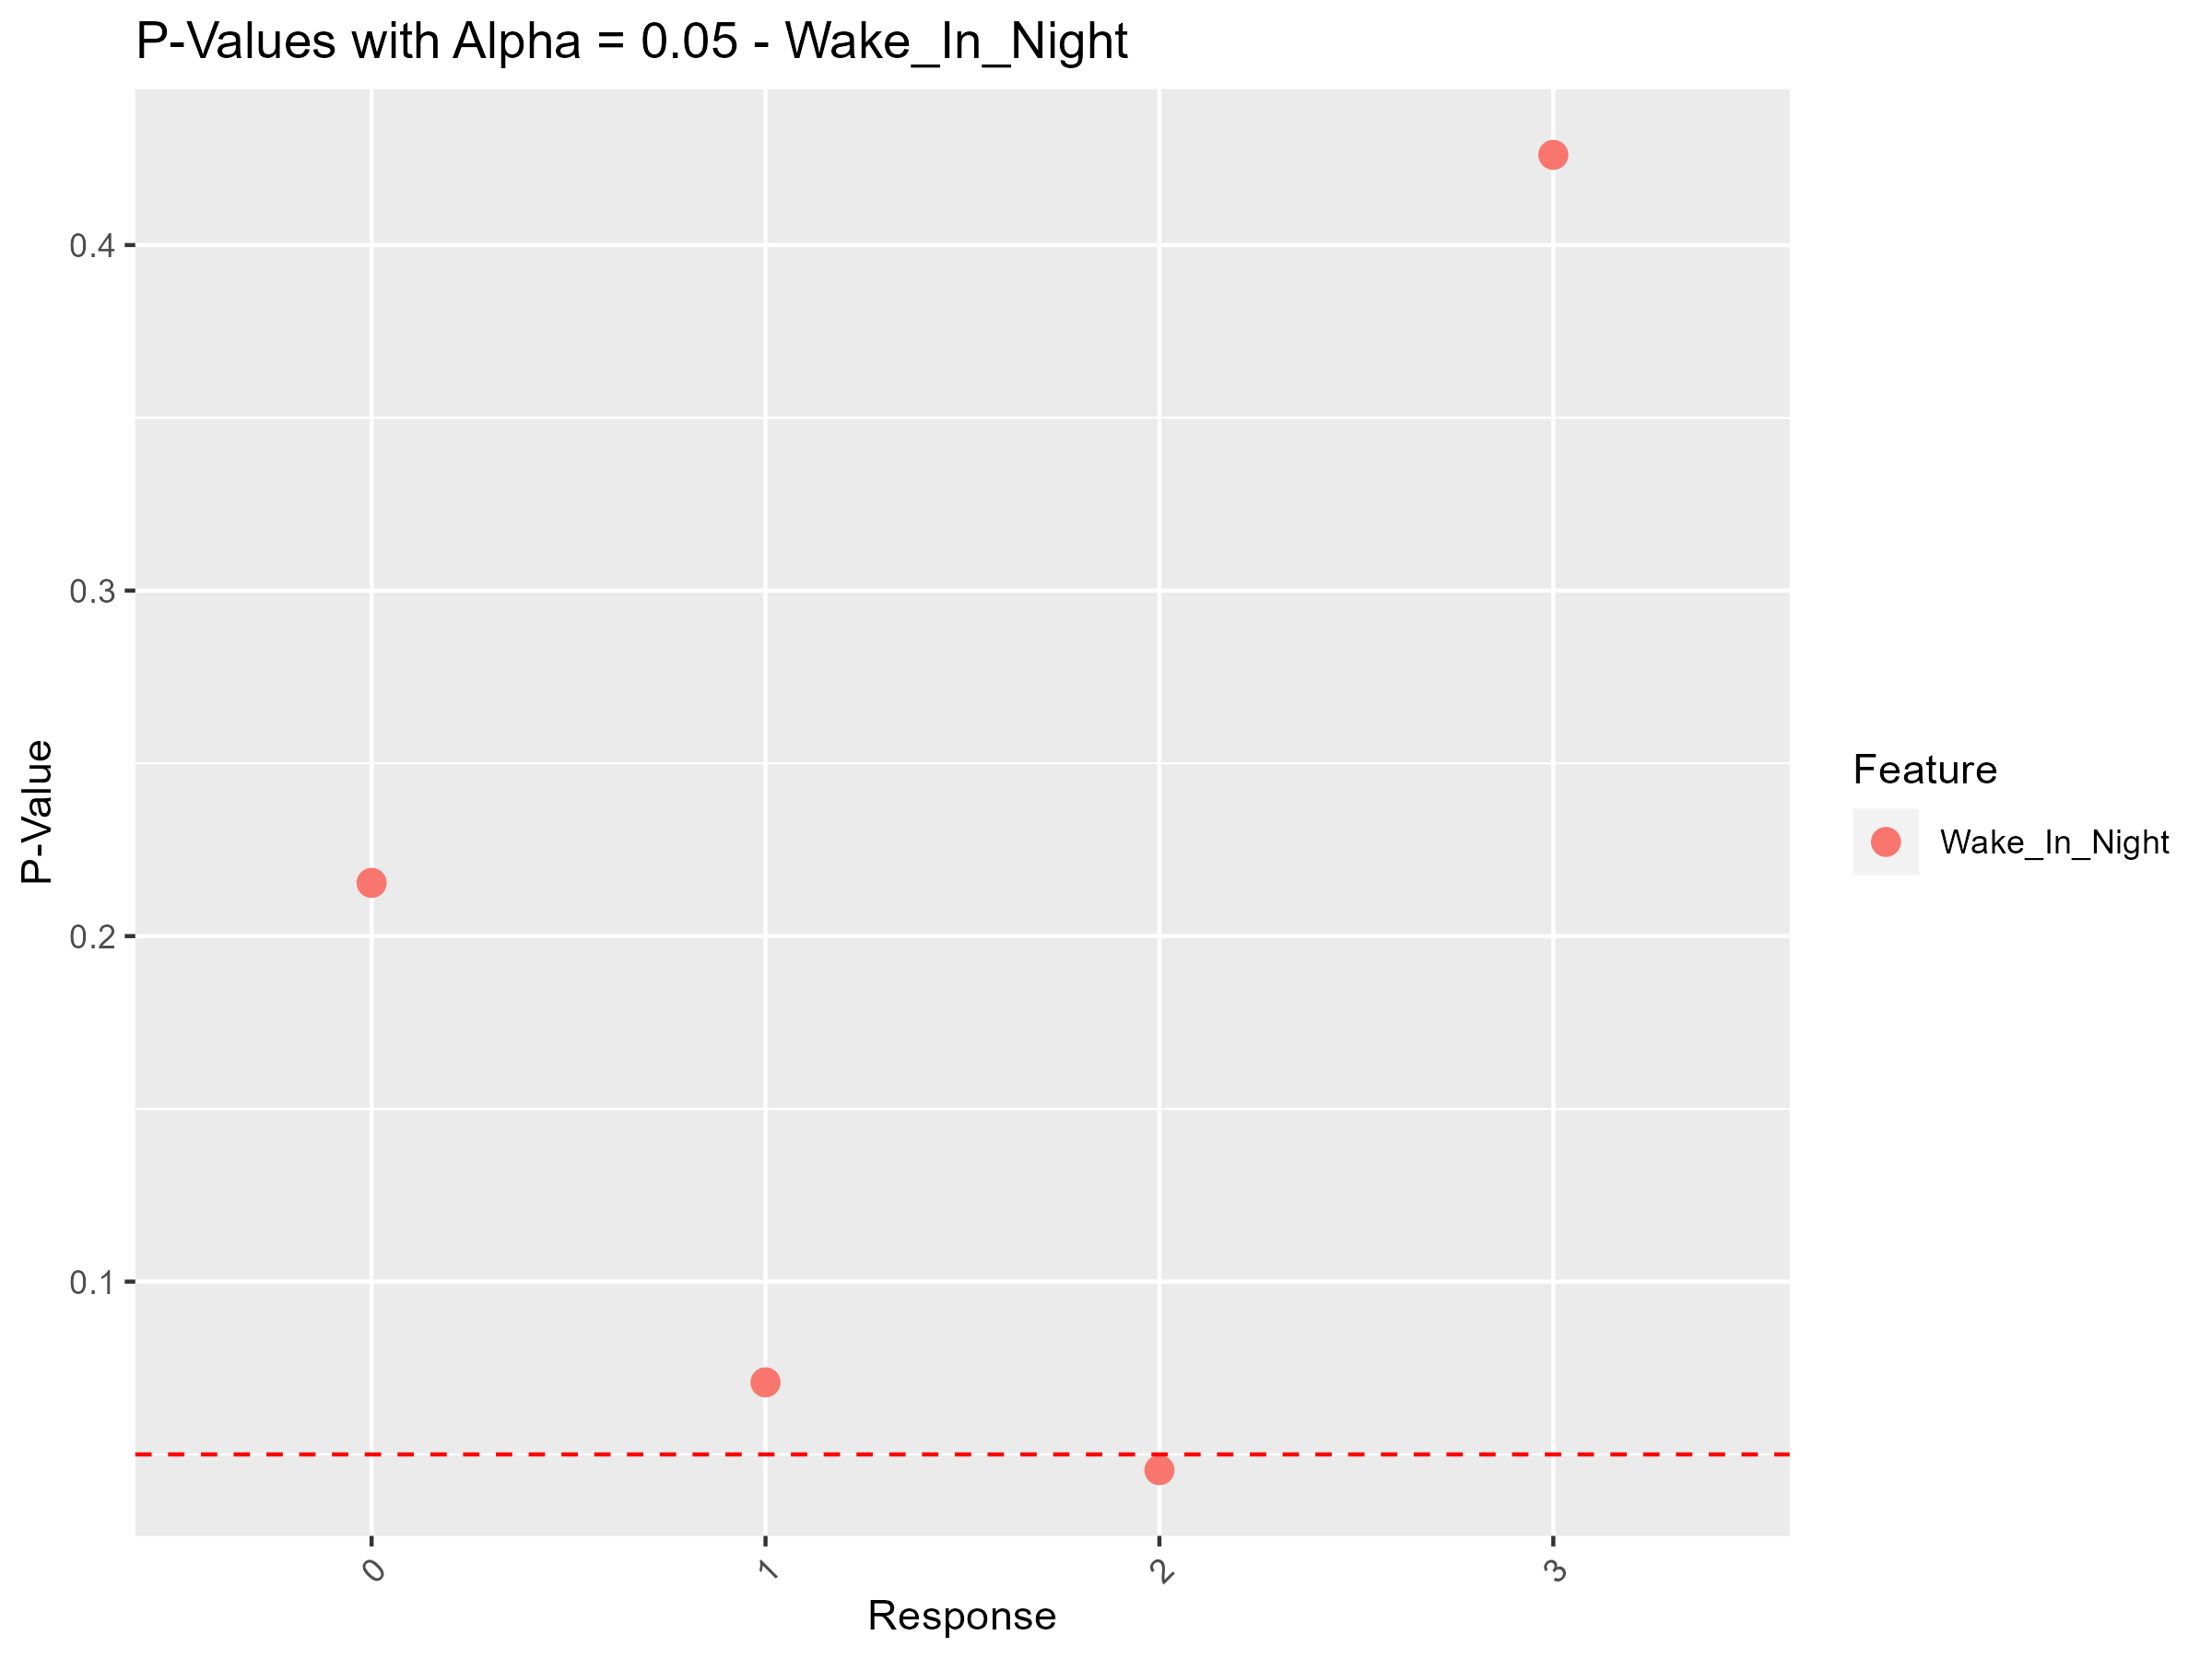 P-Values with Alpha = 0.05 - Wake_In_Night
P-Value
0.4
0.3
0.2
0.1
0
1
2
3
Response
Feature
Wake_In_Night